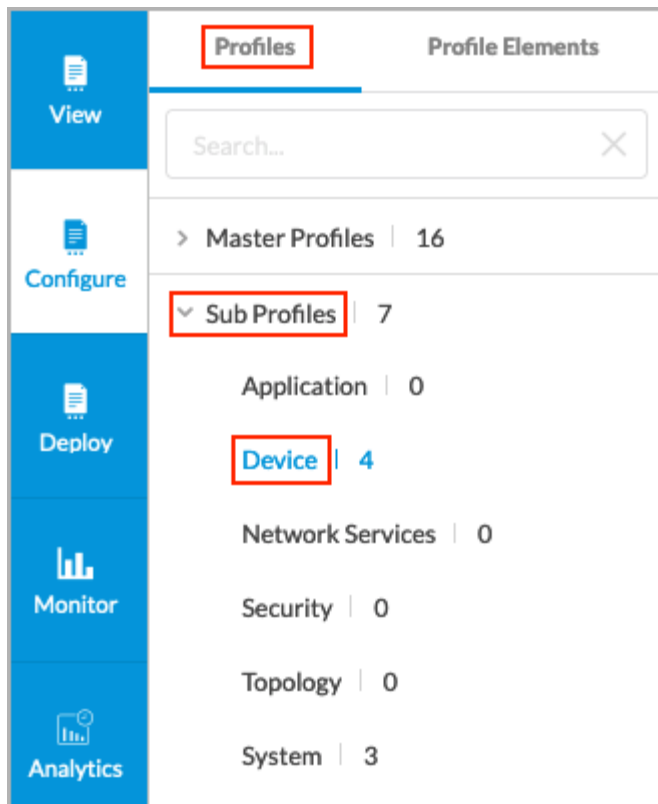 View
Configure
Deploy
Monitor
Analytics
Profiles Profile Elements
Search...
Master Profiles 16
Sub Profiles 7
Application 0
Device 4
Network Services 0
Security 0
Topology 0
System 3